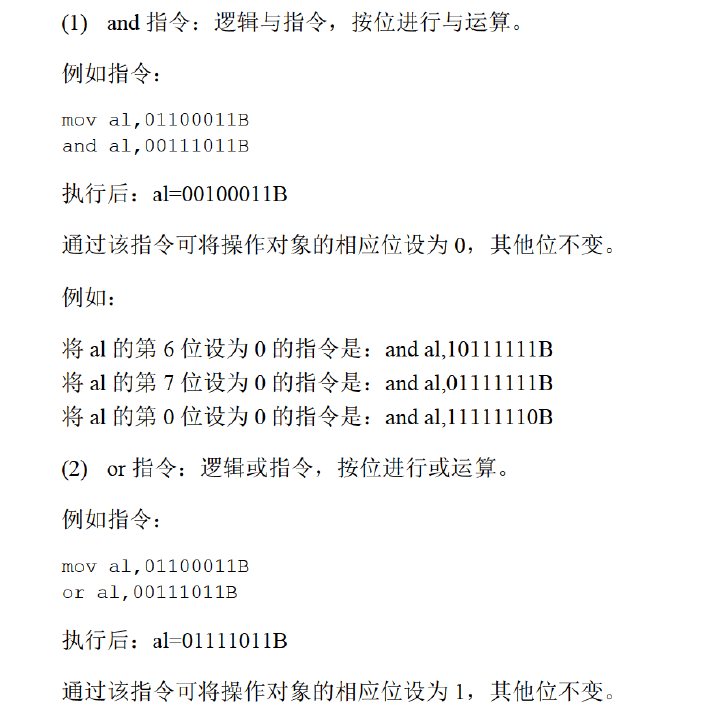 (1) and 指令：逻辑与指令，按位进行与运算。
例如指令：
mov al,01100011B
and al,00111011B
执行后：al=00100011B
通过该指令可将操作对象的相应位设为 0，其他位不变。
例如：
将 al 的第 6 位设为 0 的指令是：and al,10111111B
将 al 的第 7 位设为 0 的指令是：and al,01111111B
将 al 的第 0 位设为 0 的指令是：and al,11111110B
(2) or 指令：逻辑或指令，按位进行或运算。
例如指令：
mov al,01100011B
or al,00111011B
执行后：al=01111011B
通过该指令可将操作对象的相应位设为 1，其他位不变。